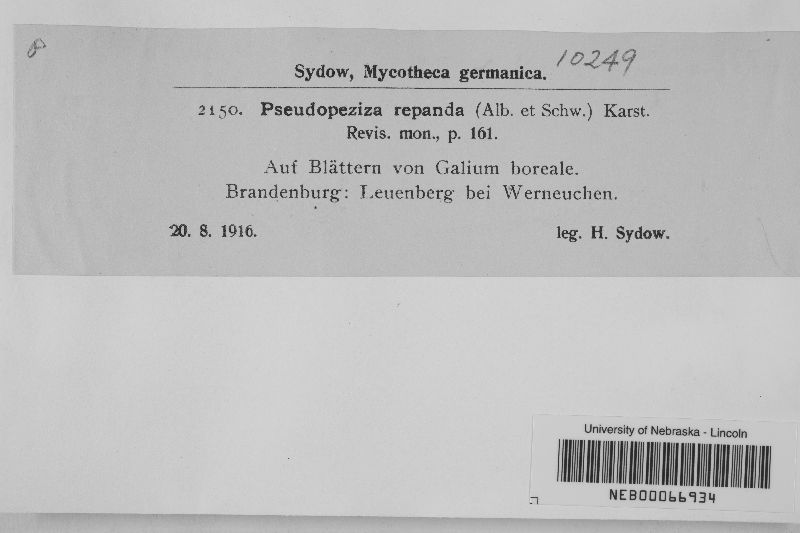 10249
Sydow, Mycotheca germanica.
2150. Pseudopeziza repanda (Alb. et Schw.) Karst.
Revis. mon., p. 161.
Auf Blättern von Galium boreale.
Brandenburg: Leuenberg bei Werneuchen.
20. 8. 1916. leg. H. Sydow.
University of Nebraska - Lincoln
NEB00066934